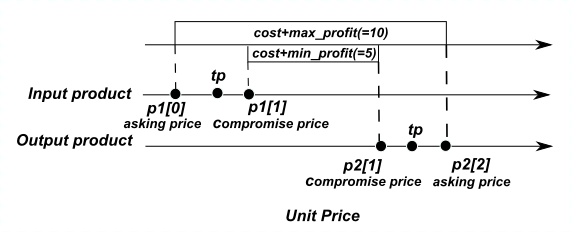 cost+max_profit(=10)
cost+min_profit(=5)
tp
Input product
p1[0]
p1[1]
asking price
compromise price
Output product
tp
p2[1]
p2[2]
compromise price
asking price
Unit Price